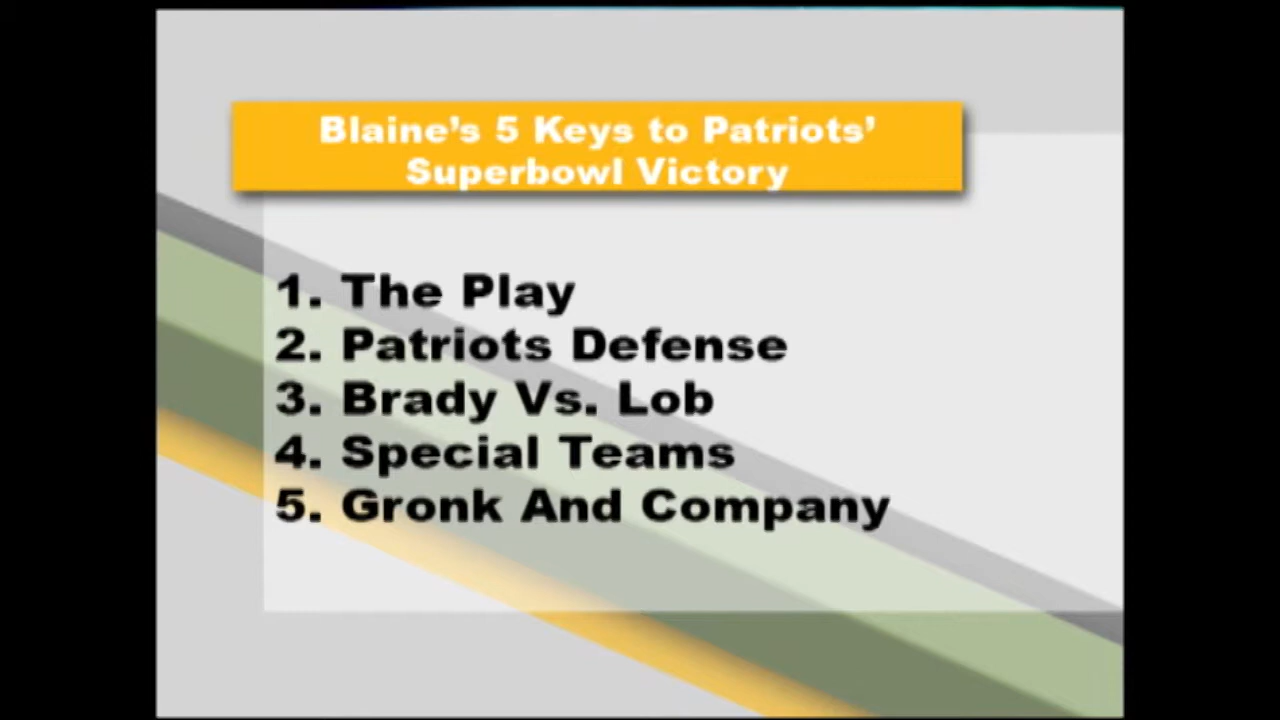 Blaine’s 5 Keys to Patriots’
Superbowl Victory
1. The Play
2. Patriots Defense
3. Brady Vs. Lob
4. Special Teams
5. Gronk And Company